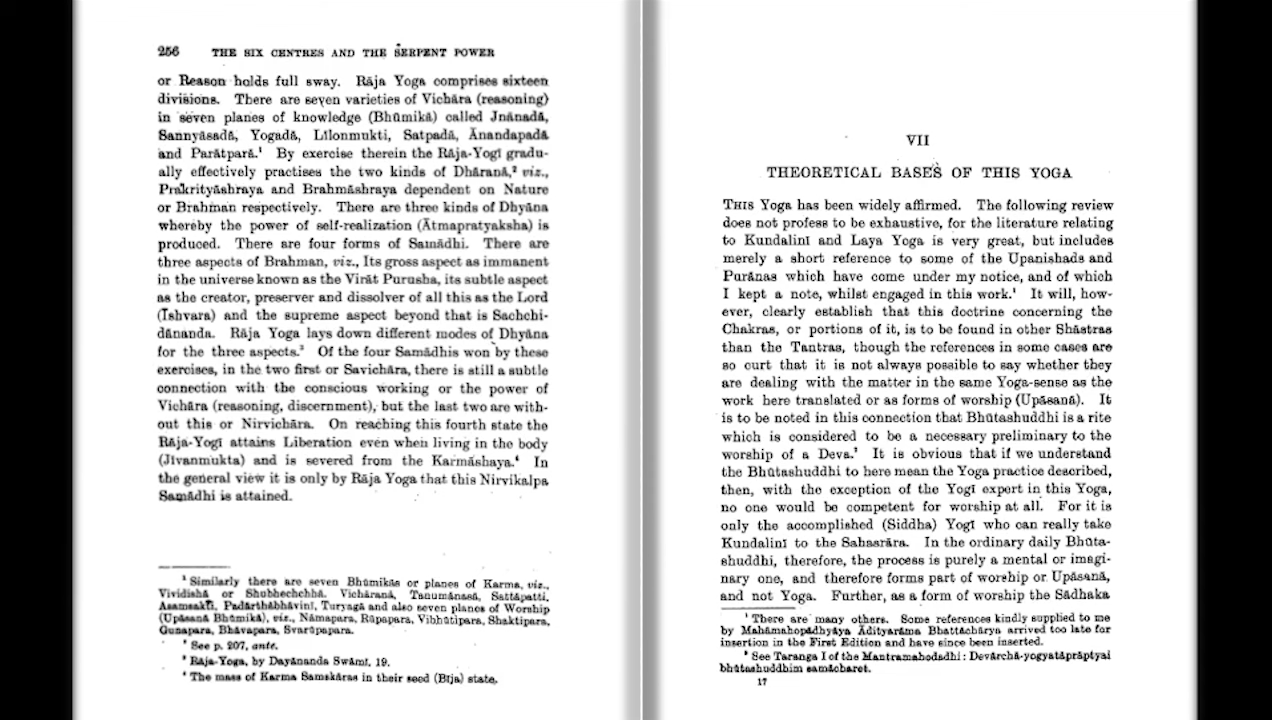 256 THE SIX CENTRES AND THE ṠERPENT POWER
or Reason holds full sway. Rāja Yoga comprises sixteen
divisions. There are seven varieties of Vichāra (reasoning)
in seven planes of knowledge (Bhūmikā) called Jnānadā,
Sannyāsadā, Yogadā, Līlonmukti, Satpadā, Ānandapadā
and Parātparā.¹ By exercise therein the Rāja-Yogī gradu-
ally effectively practises the two kinds of Dhāranā,² viz.,
Prakrityāshraya and Brahmāshraya dependent on Nature
or Brahman respectively. There are three kinds of Dhyāna
whereby the power of self-realization (Ātmapratyaksha) is
produced. There are four forms of Samādhi. There are
three aspects of Brahman, viz., Its gross aspect as immanent
in the universe known as the Virāt Purusha, its subtle aspect
as the creator, preserver and dissolver of all this as the Lord
(Īshvara) and the supreme aspect beyond that is Sachchi-
dānanda. Rāja Yoga lays down different modes of Dhyāna
for the three aspects.³ Of the four Samādhis won by these
exercises, in the two first or Savichāra, there is still a subtle
connection with the conscious working or the power of
Vichāra (reasoning, discernment), but the last two are with-
out this or Nirvichāra. On reaching this fourth state the
Rāja-Yogī attains Liberation even when living in the body
(Jīvanmukta) and is severed from the Karmāshaya.⁴ In
the general view it is only by Rāja Yoga that this Nirvikalpa
Samādhi is attained.
¹ Similarly there are seven Bhūmikās or planes of Karma, viz.,
Vividishā or Shubhechchhā. Vichāranā, Tanumānasā, Sattāpatti,
Asamsakti, Padārthābhāvinī, Turyagā and also seven planes of Worship
(Upāsanā Bhūmikā), viz., Nāmapara, Rūpapara, Vibhūtipara, Shaktipara,
Gunapara, Bhāvapara, Svarūpapara.
² See p. 207, ante.
³ Rāja-Yoga, by Dayānanda Swāmī, 19.
⁴ The mass of Karma Samskāras in their seed (Bīja) state.
VII
THEORETICAL BASES OF THIS YOGA
THIS Yoga has been widely affirmed. The following review
does not profess to be exhaustive, for the literature relating
to Kundalinī and Laya Yoga is very great, but includes
merely a short reference to some of the Upanishads and
Purānas which have come under my notice, and of which
I kept a note, whilst engaged in this work.¹ It will, how-
ever, clearly establish that this doctrine concerning the
Chakras, or portions of it, is to be found in other Shāstras
than the Tantras, though the references in some cases are
so curt that it is not always possible to say whether they
are dealing with the matter in the same Yoga-sense as the
work here translated or as forms of worship (Upāsanā). It
is to be noted in this connection that Bhūtashuddhi is a rite
which is considered to be a necessary preliminary to the
worship of a Deva.² It is obvious that if we understand
the Bhūtashuddhi to here mean the Yoga practice described,
then, with the exception of the Yogī expert in this Yoga,
no one would be competent for worship at all. For it is
only the accomplished (Siddha) Yogī who can really take
Kundalinī to the Sahasrāra. In the ordinary daily Bhūta-
shuddhi, therefore, the process is purely a mental or imagi-
nary one, and therefore forms part of worship or Upāsanā,
and not Yoga. Further, as a form of worship the Sādhaka
¹ There are many others. Some references kindly supplied to me
by Mahāmahopādhyāya Ādityarāma Bhattāchārya arrived too late for
insertion in the First Edition and have since been inserted.
² See Taranga I of the Mantramahodadhi : Devārchā-yogyatāprāptyai
bhūtashuddhim samācharet.
17